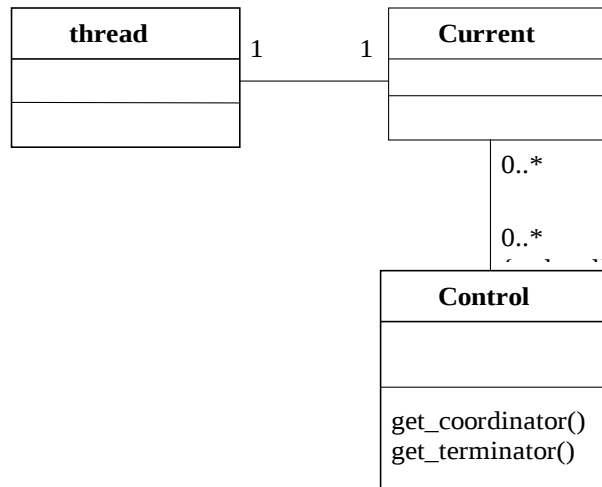 thread
Current
1
1
0..*
0..*
Control
get_coordinator()
get_terminator()